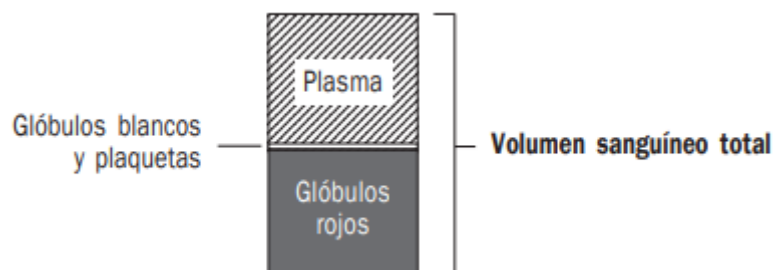 Plasma
Glóbulos blancos
y plaquetas
Volumen sanguíneo total
Glóbulos
rojos